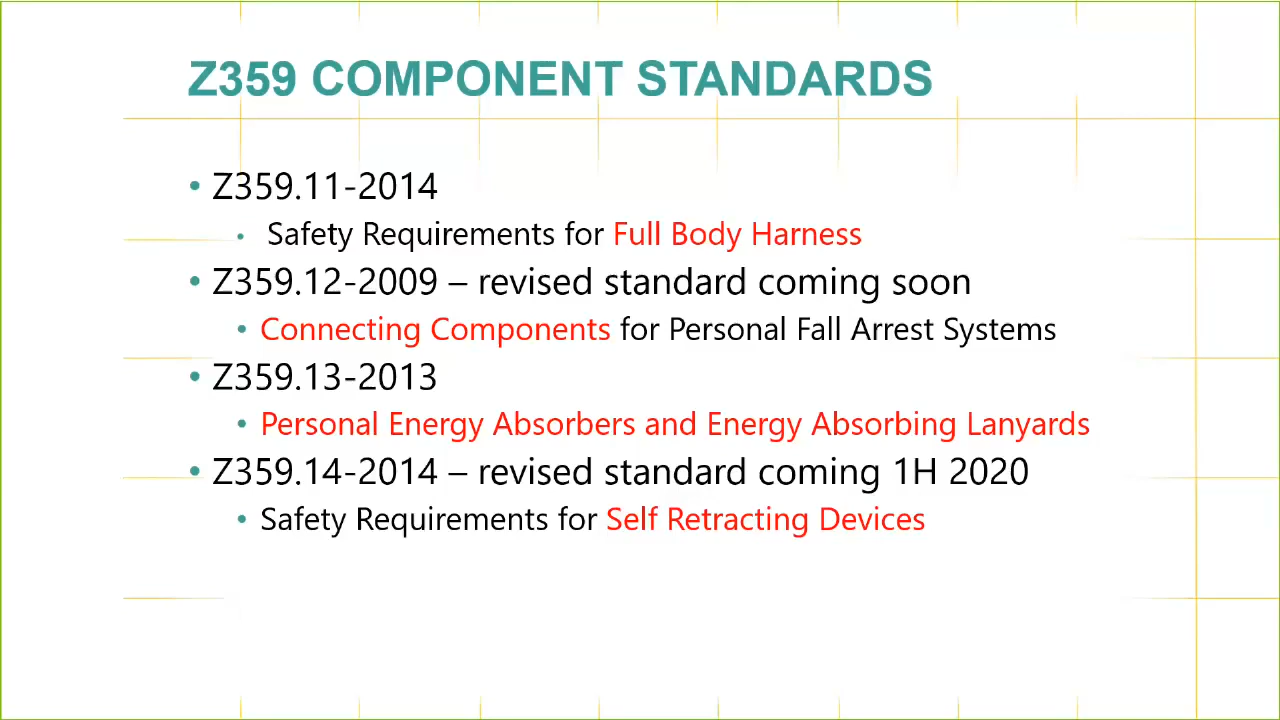 Z359 COMPONENT STANDARDS
• Z359.11-2014
• Safety Requirements for Full Body Harness
• Z359.12-2009 – revised standard coming soon
• Connecting Components for Personal Fall Arrest Systems
• Z359.13-2013
• Personal Energy Absorbers and Energy Absorbing Lanyards
• Z359.14-2014 – revised standard coming 1H 2020
• Safety Requirements for Self Retracting Devices